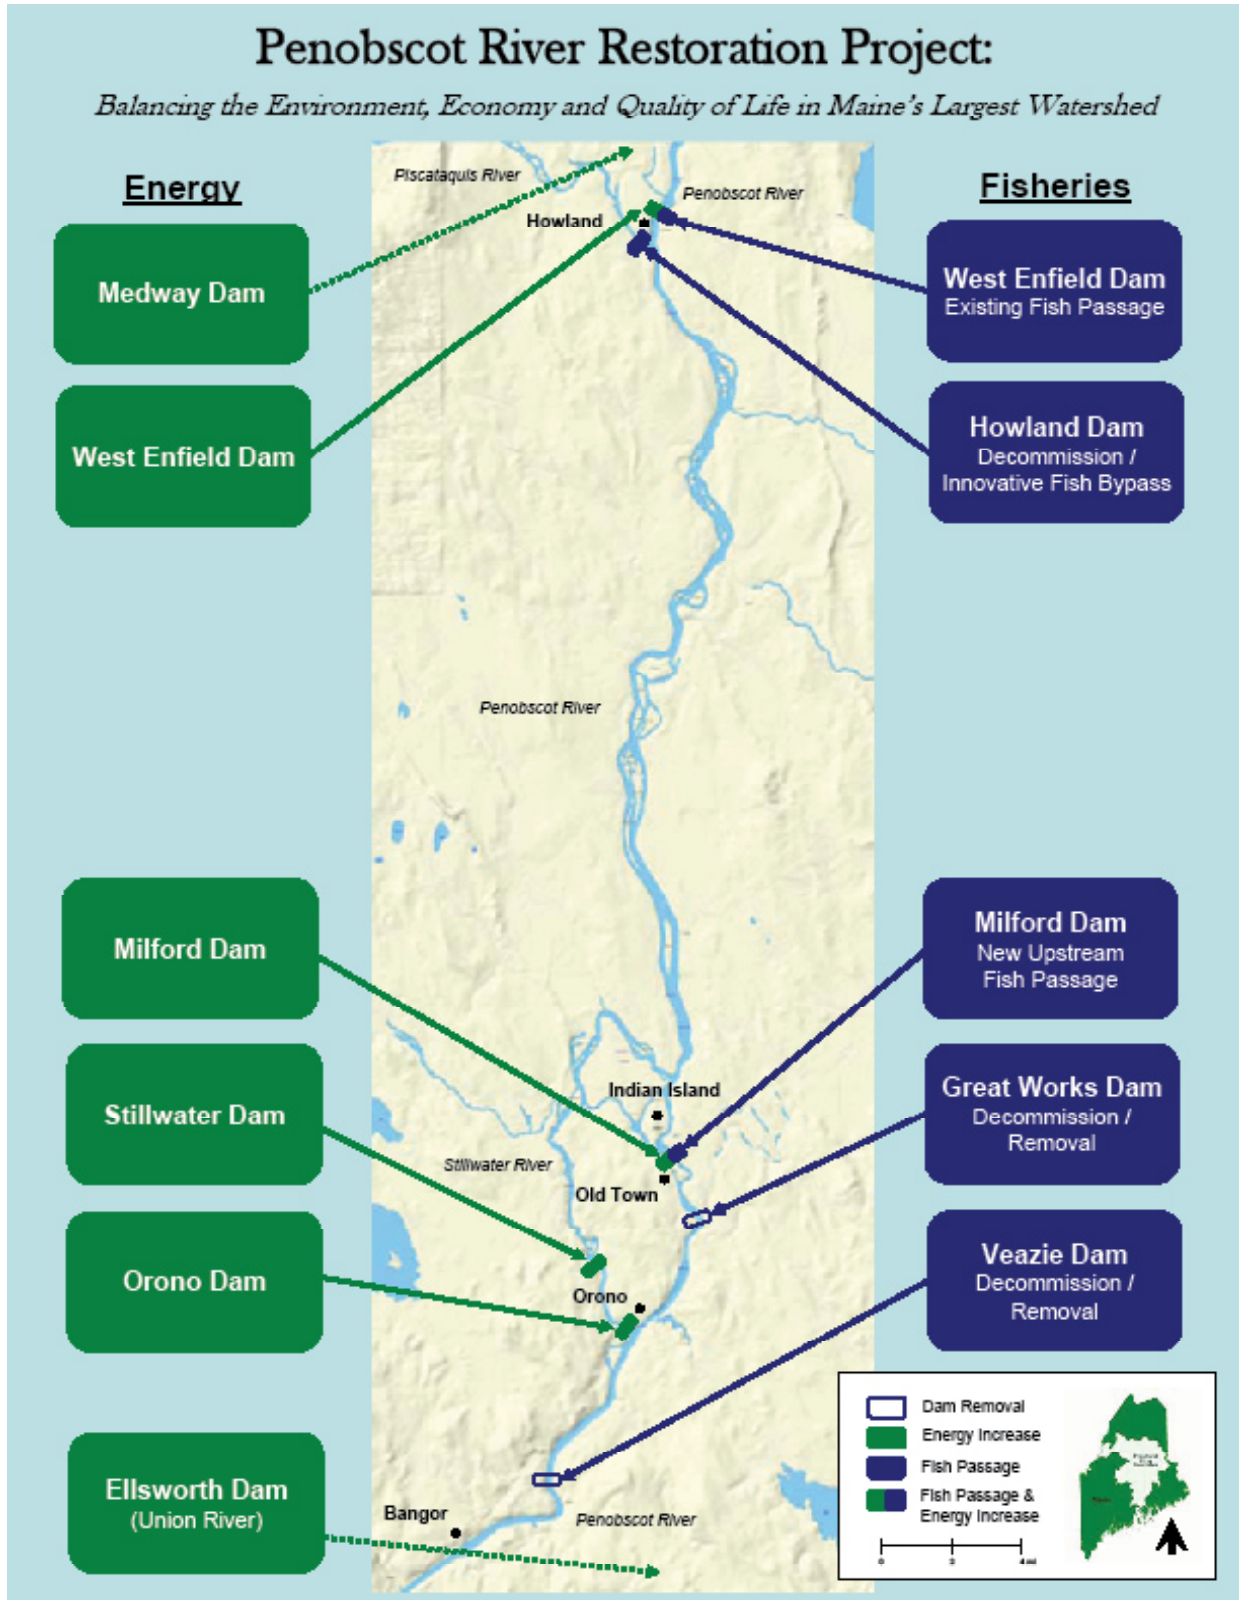 Penobscot River Restoration Project:
Balancing the Environment, Economy and Quality of Life in Maine's Largest Watershed
Energy
Medway Dam
West Enfield Dam
Milford Dam
Stillwater Dam
Orono Dam
Ellsworth Dam
(Union River)
Piscataquis River
Penobscot River
Howland
Penobscot River
Indian Island
Stillwater River
Old Town
Orono
Bangor
Penobscot River
Fisheries
West Enfield Dam
Existing Fish Passage
Howland Dam
Decommission /
Innovative Fish Bypass
Milford Dam
New Upstream
Fish Passage
Great Works Dam
Decommission /
Removal
Veazie Dam
Decommission /
Removal
Dam Removal
Energy Increase
Fish Passage
Fish Passage &
Energy Increase
0 2 4 mi